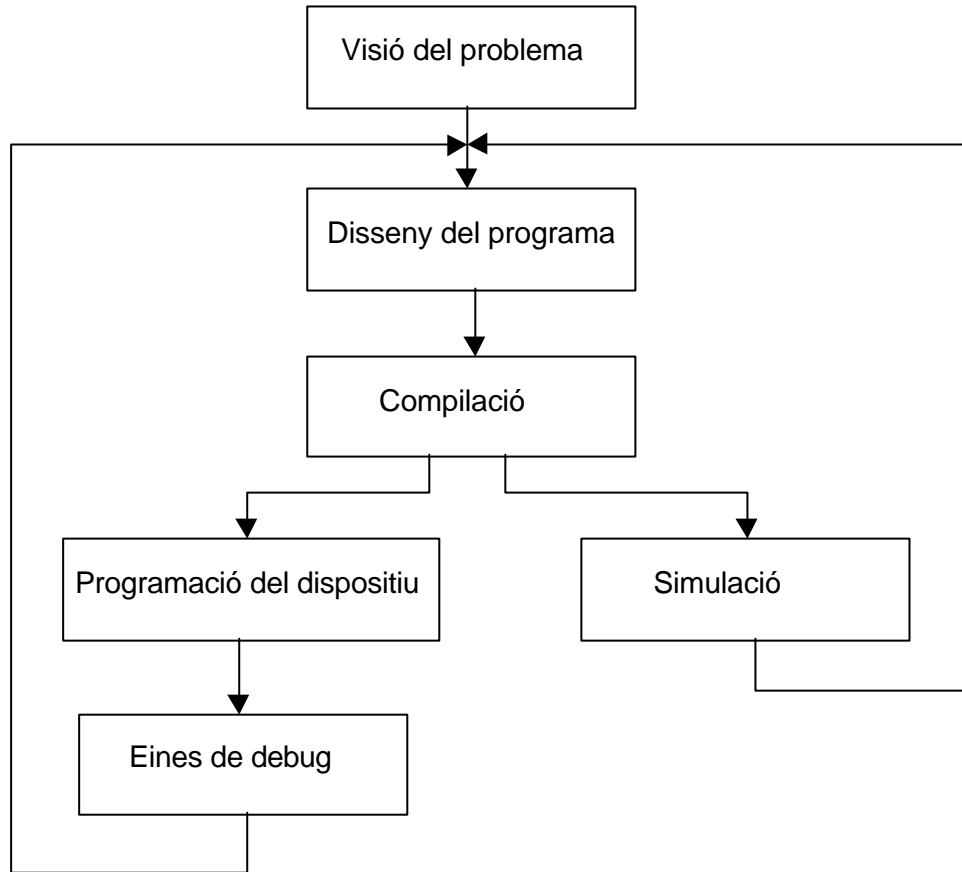 Visió del problema
Disseny del programa
Compilació
Programació del dispositiu
Simulació
Eines de debug